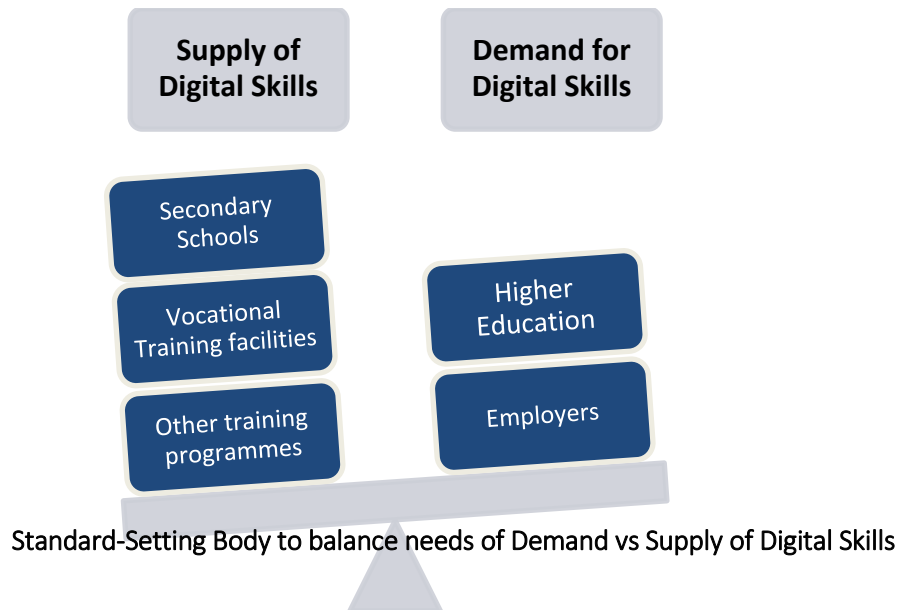 Supply of
Digital Skills
Demand for
Digital Skills
Secondary
Schools
Vocational
Training facilities
Other training
programmes
Higher
Education
Employers
Standard-Setting Body to balance needs of Demand vs Supply of Digital Skills